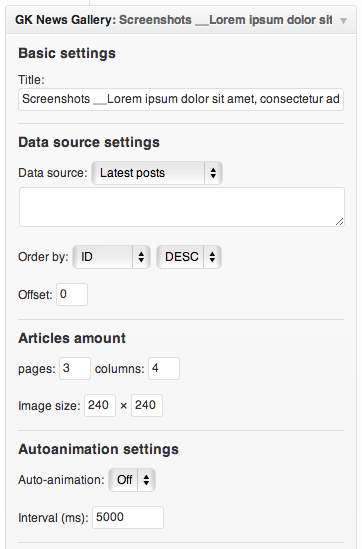 GK News Gallery: Screenshots __Lorem ipsum dolor sit
Basic settings
Title:
Screenshots __Lorem ipsum dolor sit amet, consectetur ad
Data source settings
Data source: Latest posts
Order by: ID DESC
Offset: 0
Articles amount
pages: 3 columns: 4
Image size: 240 × 240
Autoanimation settings
Auto-animation: Off
Interval (ms): 5000